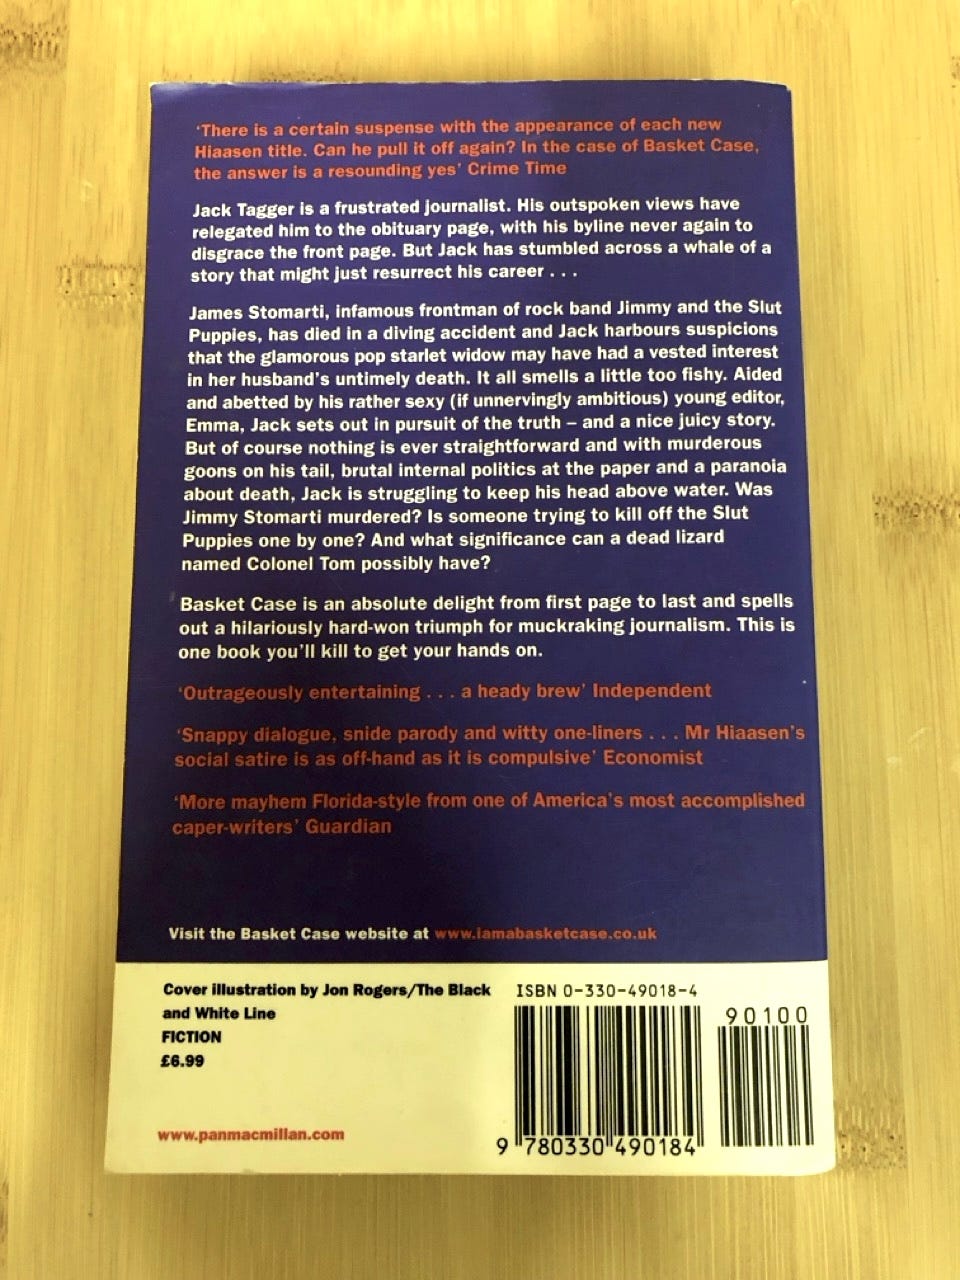 ‘There is a certain suspense with the appearance of each new
Hiaasen title. Can he pull it off again? In the case of Basket Case,
the answer is a resounding yes’ Crime Time
Jack Tagger is a frustrated journalist. His outspoken views have
relegated him to the obituary page, with his byline never again to
disgrace the front page. But Jack has stumbled across a whale of a
story that might just resurrect his career . . .
James Stomarti, infamous frontman of rock band Jimmy and the Slut
Puppies, has died in a diving accident and Jack harbours suspicions
that the glamorous pop starlet widow may have had a vested interest
in her husband’s untimely death. It all smells a little too fishy. Aided
and abetted by his rather sexy (if unnervingly ambitious) young editor,
Emma, Jack sets out in pursuit of the truth – and a nice juicy story.
But of course nothing is ever straightforward and with murderous
goons on his tail, brutal internal politics at the paper and a paranoia
about death, Jack is struggling to keep his head above water. Was
Jimmy Stomarti murdered? Is someone trying to kill off the Slut
Puppies one by one? And what significance can a dead lizard
named Colonel Tom possibly have?
Basket Case is an absolute delight from first page to last and spells
out a hilariously hard-won triumph for muckraking journalism. This is
one book you’ll kill to get your hands on.
‘Outrageously entertaining . . . a heady brew’ Independent
‘Snappy dialogue, snide parody and witty one-liners . . . Mr Hiaasen’s
social satire is as off-hand as it is compulsive’ Economist
‘More mayhem Florida-style from one of America’s most accomplished
caper-writers’ Guardian
Visit the Basket Case website at www.iamabasketcase.co.uk
Cover illustration by Jon Rogers/The Black
and White Line
FICTION
£6.99
www.panmacmillan.com
ISBN 0-330-49018-4
90100
9 780330 490184